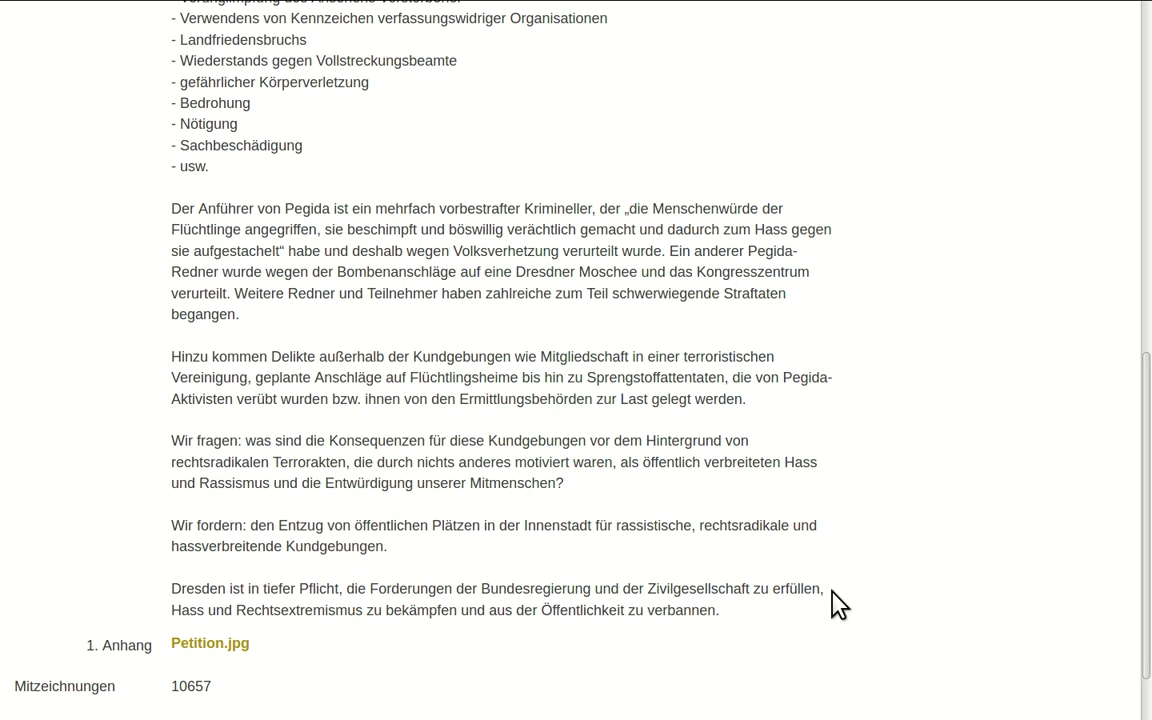 - Verwendens von Kennzeichen verfassungswidriger Organisationen
- Landfriedensbruchs
- Wiederstands gegen Vollstreckungsbeamte
- gefährlicher Körperverletzung
- Bedrohung
- Nötigung
- Sachbeschädigung
- usw.
Der Anführer von Pegida ist ein mehrfach vorbestrafter Krimineller, der „die Menschenwürde der
Flüchtlinge angegriffen, sie beschimpft und böswillig verächtlich gemacht und dadurch zum Hass gegen
sie aufgestachelt“ habe und deshalb wegen Volksverhetzung verurteilt wurde. Ein anderer Pegida-
Redner wurde wegen der Bombenanschläge auf eine Dresdner Moschee und das Kongresszentrum
verurteilt. Weitere Redner und Teilnehmer haben zahlreiche zum Teil schwerwiegende Straftaten
begangen.
Hinzu kommen Delikte außerhalb der Kundgebungen wie Mitgliedschaft in einer terroristischen
Vereinigung, geplante Anschläge auf Flüchtlingsheime bis hin zu Sprengstoffattentaten, die von Pegida-
Aktivisten verübt wurden bzw. ihnen von den Ermittlungsbehörden zur Last gelegt werden.
Wir fragen: was sind die Konsequenzen für diese Kundgebungen vor dem Hintergrund von
rechtsradikalen Terrorakten, die durch nichts anderes motiviert waren, als öffentlich verbreiteten Hass
und Rassismus und die Entwürdigung unserer Mitmenschen?
Wir fordern: den Entzug von öffentlichen Plätzen in der Innenstadt für rassistische, rechtsradikale und
hassverbreitende Kundgebungen.
Dresden ist in tiefer Pflicht, die Forderungen der Bundesregierung und der Zivilgesellschaft zu erfüllen,
Hass und Rechtsextremismus zu bekämpfen und aus der Öffentlichkeit zu verbannen.
1. Anhang Petition.jpg
Mitzeichnungen 10657